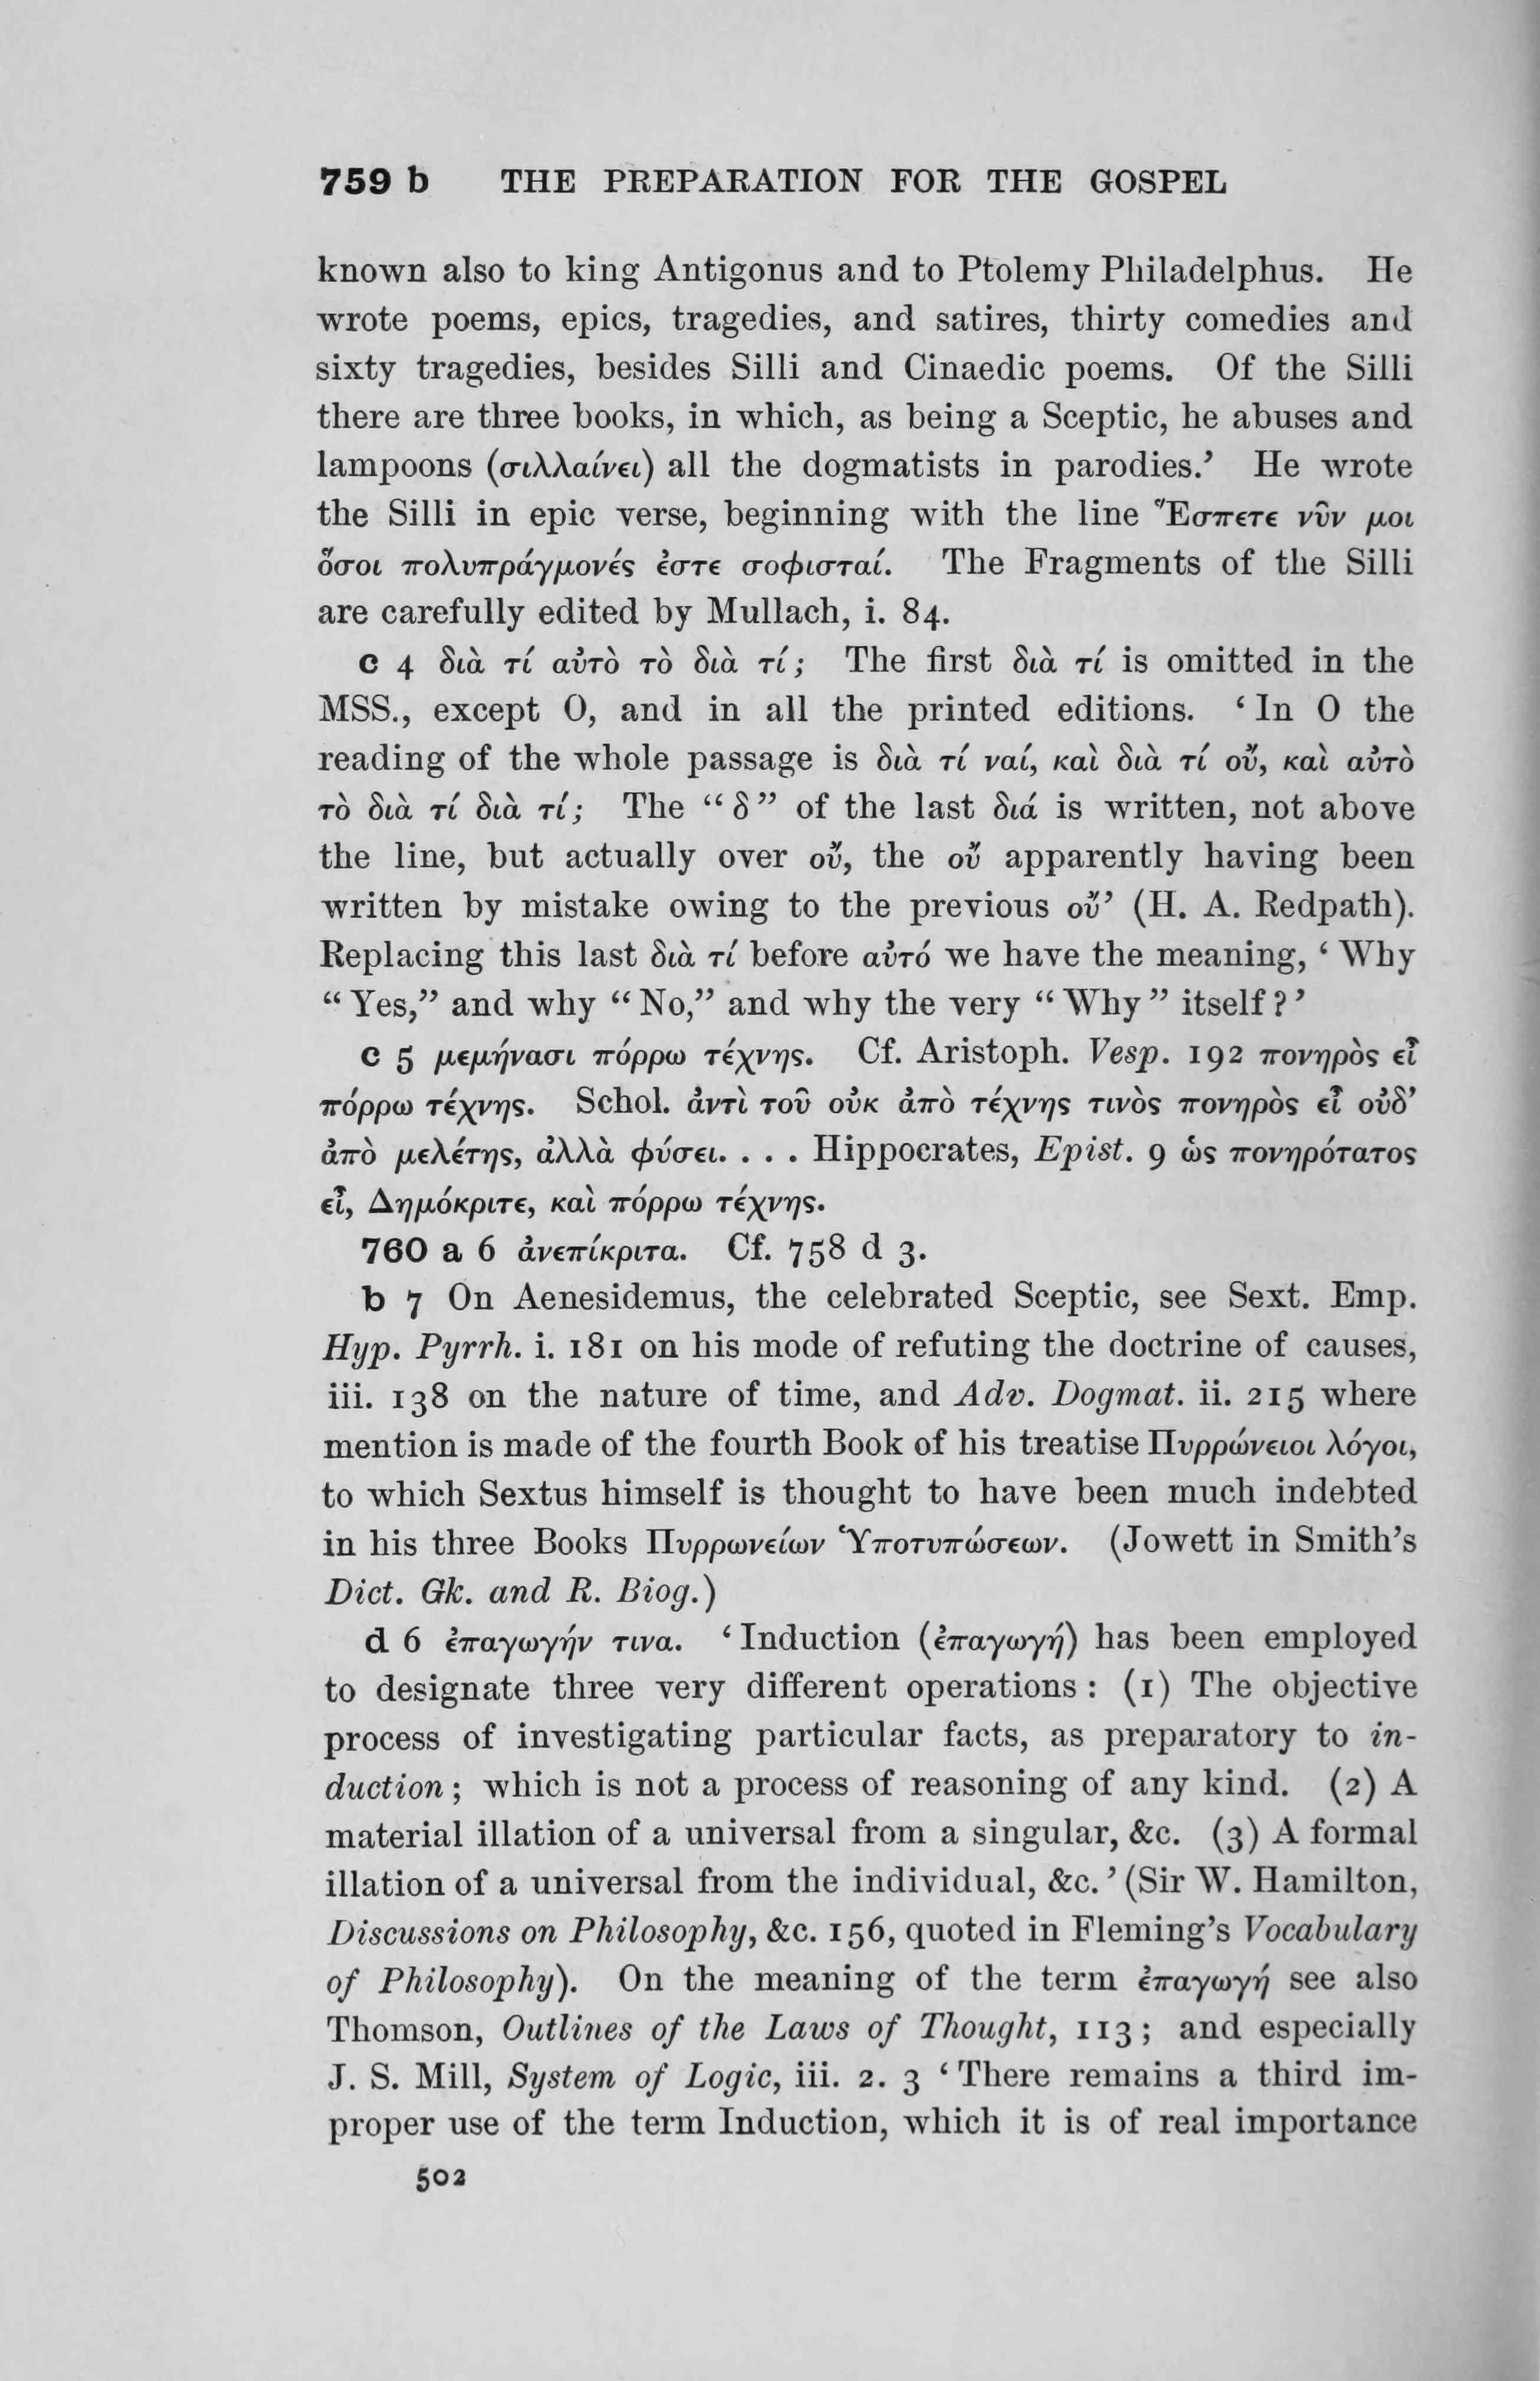 759 b THE PREPARATION FOR THE GOSPEL
known also to king Antigonus and to Ptolemy Philadelphus. He
wrote poems, epics, tragedies, and satires, thirty comedies and
sixty tragedies, besides Silli and Cinaedic poems. Of the Silli
there are three books, in which, as being a Sceptic, he abuses and
lampoons (σιλλαίνει) all the dogmatists in parodies.’ He wrote
the Silli in epic verse, beginning with the line Ἔσπετε νῦν μοι
ὅσοι πολυπράγμονές ἐστε σοφισταί. The Fragments of the Silli
are carefully edited by Mullach, i. 84.
c 4 διὰ τί αὐτὸ τὸ διὰ τί; The first διὰ τί is omitted in the
MSS., except O, and in all the printed editions. ‘In O the
reading of the whole passage is διὰ τί ναί, καὶ διὰ τί οὔ, καὶ αὐτὸ
τὸ διὰ τί διὰ τί; The “δ” of the last διά is written, not above
the line, but actually over οὔ, the οὔ apparently having been
written by mistake owing to the previous οὔ’ (H. A. Redpath).
Replacing this last διὰ τί before αὐτό we have the meaning, ‘Why
“Yes,” and why “No,” and why the very “Why” itself?’
c 5 μεμήνασι πόρρω τέχνης. Cf. Aristoph. Vesp. 192 πονηρὸς εἶ
πόρρω τέχνης. Schol. ἀντὶ τοῦ οὐκ ἀπὸ τέχνης τινὸς πονηρὸς εἶ οὐδ’
ἀπὸ μελέτης, ἀλλὰ φύσει. . . . Hippocrates, Epist. 9 ὡς πονηρότατος
εἶ, Δημόκριτε, καὶ πόρρω τέχνης.
760 a 6 ἀνεπίκριτα. Cf. 758 d 3.
b 7 On Aenesidemus, the celebrated Sceptic, see Sext. Emp.
Hyp. Pyrrh. i. 181 on his mode of refuting the doctrine of causes,
iii. 138 on the nature of time, and Adv. Dogmat. ii. 215 where
mention is made of the fourth Book of his treatise Πυρρώνειοι λόγοι,
to which Sextus himself is thought to have been much indebted
in his three Books Πυρρωνείων Ὑποτυπώσεων. (Jowett in Smith’s
Dict. Gk. and R. Biog.)
d 6 ἐπαγωγήν τινα. ‘Induction (ἐπαγωγή) has been employed
to designate three very different operations: (1) The objective
process of investigating particular facts, as preparatory to in-
duction; which is not a process of reasoning of any kind. (2) A
material illation of a universal from a singular, &c. (3) A formal
illation of a universal from the individual, &c.’ (Sir W. Hamilton,
Discussions on Philosophy, &c. 156, quoted in Fleming’s Vocabulary
of Philosophy). On the meaning of the term ἐπαγωγή see also
Thomson, Outlines of the Laws of Thought, 113; and especially
J. S. Mill, System of Logic, iii. 2. 3 ‘There remains a third im-
proper use of the term Induction, which it is of real importance
502